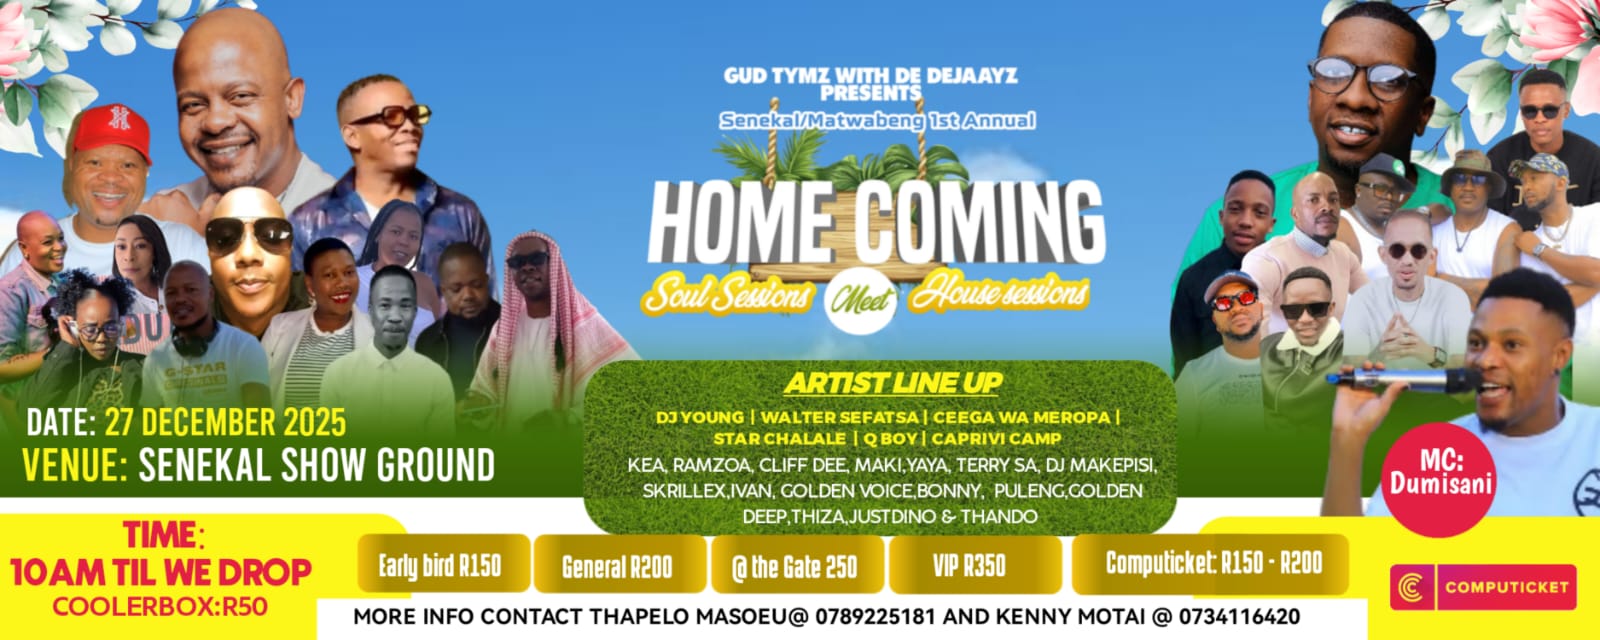 GUD TYMZ WITH DE DEJAAYZ
PRESENTS
Senekal/Matwabeng 1st Annual
HOME COMING
Soul Sessions Meet House sessions
ARTIST LINE UP
DJ YOUNG | WALTER SEFATSA | CEEGA WA MEROPA |
STAR CHALALE | Q BOY | CAPRIVI CAMP
KEA, RAMZOA, CLIFF DEE, MAKI,YAYA, TERRY SA, DJ MAKEPISI,
SKRILLEX,IVAN, GOLDEN VOICE,BONNY, PULENG,GOLDEN
DEEP,THIZA,JUSTDINO & THANDO
DATE: 27 DECEMBER 2025
VENUE: SENEKAL SHOW GROUND
MC:
Dumisani
TIME:
10AM TIL WE DROP
COOLERBOX:R50
Early bird R150
General R200
@ the Gate 250
VIP R350
Computicket: R150 - R200
COMPUTICKET
MORE INFO CONTACT THAPELO MASOEU@ 0789225181 AND KENNY MOTAI @ 0734116420
G-STAR